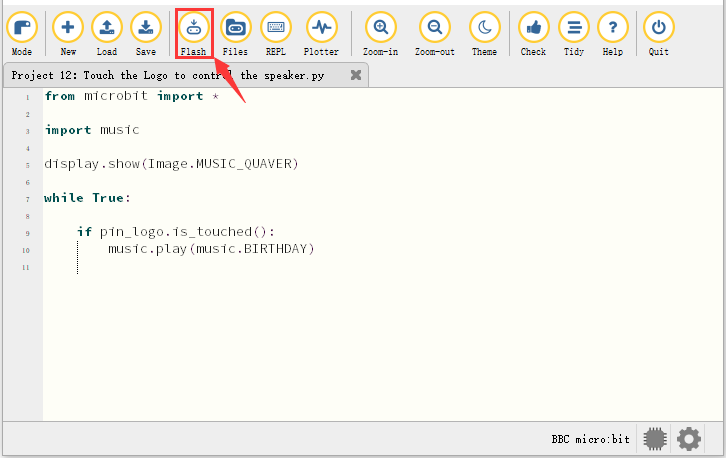 Mode New Load Save Flash Files REPL Plotter Zoom-in Zoom-out Theme Check Tidy Help Quit
Project 12: Touch the Logo to control the speaker.py
1 from microbit import *
2
3 import music
4
5 display.show(Image.MUSIC_QUAVER)
6
7 while True:
8
9 if pin_logo.is_touched():
10 music.play(music.BIRTHDAY)
11
BBC micro:bit